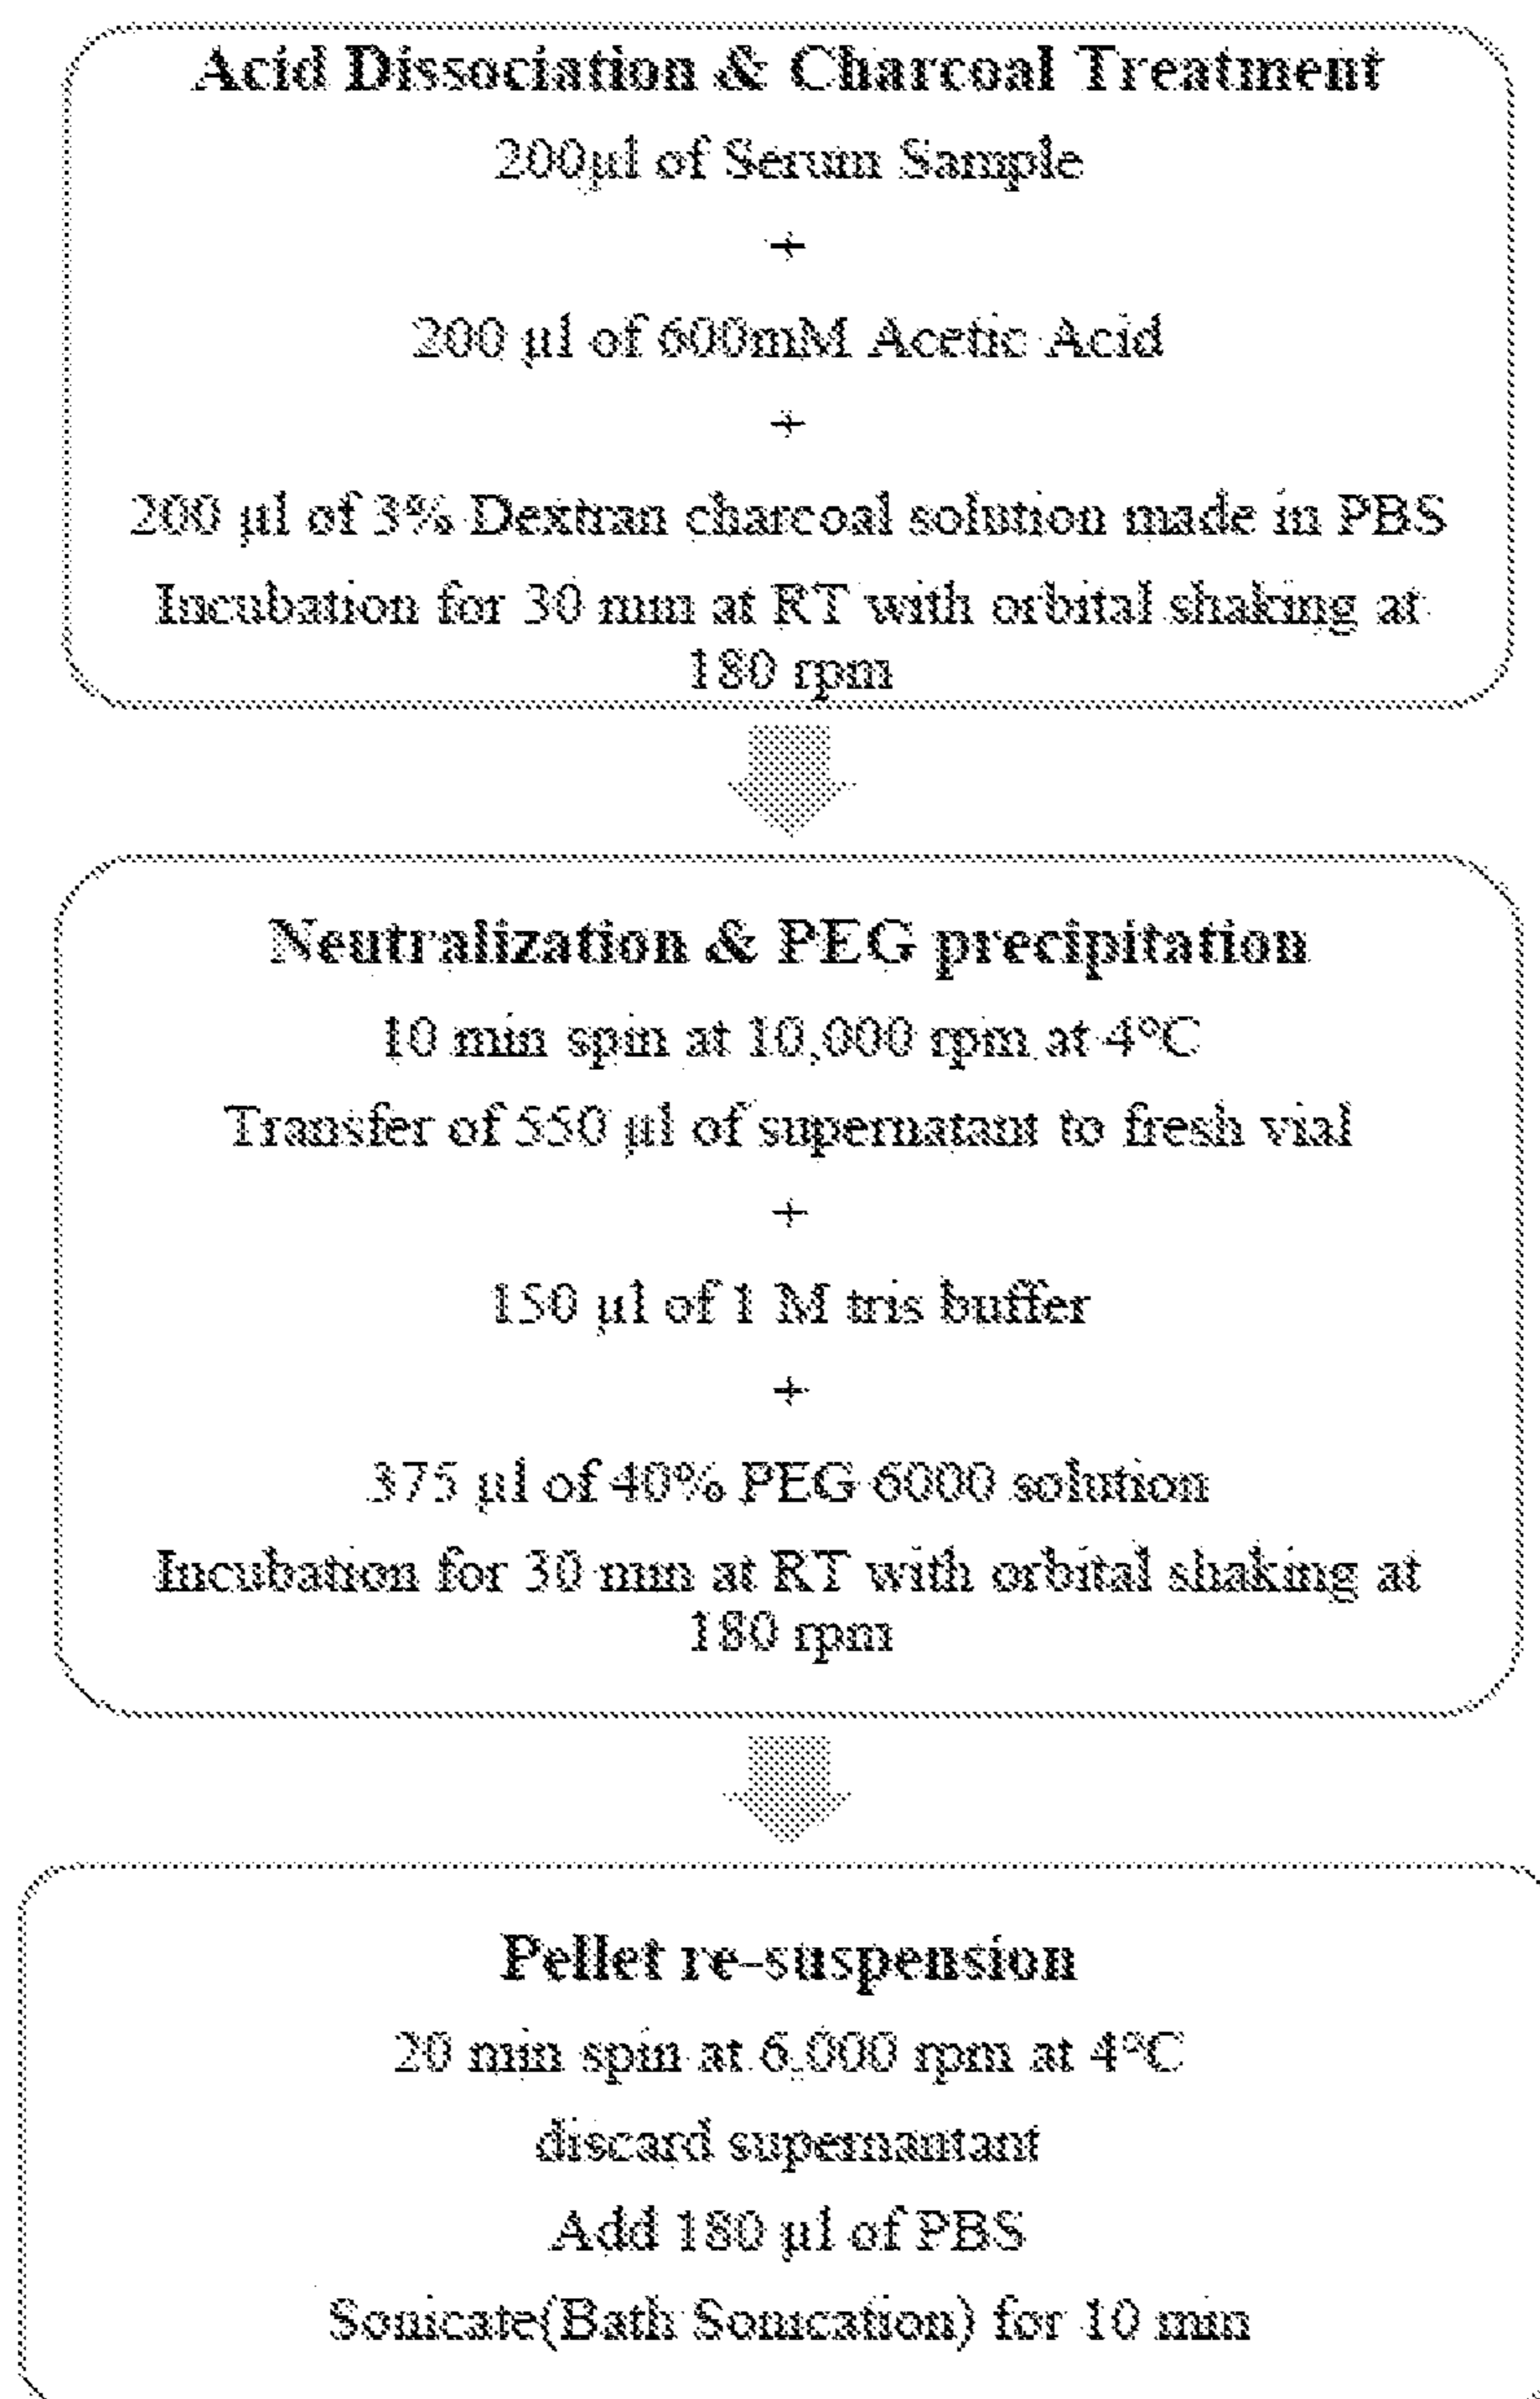 Acid Dissociation & Charcoal Treatment
200µl of Serum Sample
+
200 µl of 600mM Acetic Acid
+
200 µl of 3% Dextran charcoal solution made in PBS
Incubation for 30 min at RT with orbital shaking at
180 rpm
Neutralization & PEG precipitation
10 min spin at 10,000 rpm at 4°C
Transfer of 550 µl of supernatant to fresh vial
+
150 µl of 1 M tris buffer
+
375 µl of 40% PEG 6000 solution
Incubation for 30 min at RT with orbital shaking at
180 rpm
Pellet re-suspension
20 min spin at 6,000 rpm at 4°C
discard supernantant
Add 180 µl of PBS
Sonicate(Bath Sonication) for 10 min